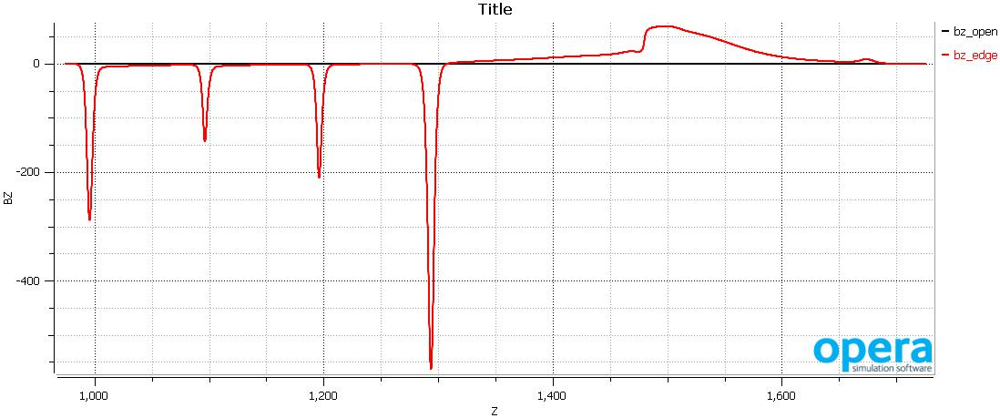 Title
bz_open
bz_edge
0
-200
-400
BZ
1,000
1,200
1,400
1,600
Z
opera
simulation software